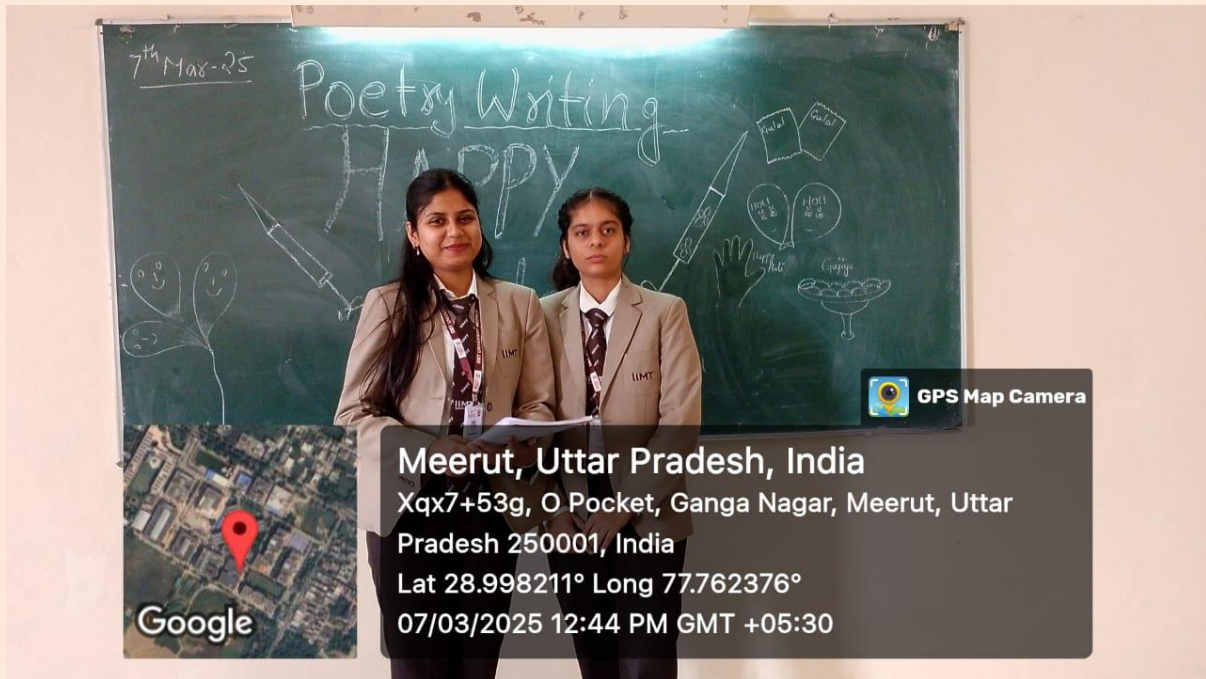 7th Mar-25
Poetry Writing
HAPPY
Gulal
Gulal
HOLI
HOLI
Happy
Holi
Gujiya
IIMT
IIMT
IIMT
GPS Map Camera
Meerut, Uttar Pradesh, India
Xqx7+53g, O Pocket, Ganga Nagar, Meerut, Uttar
Pradesh 250001, India
Lat 28.998211° Long 77.762376°
07/03/2025 12:44 PM GMT +05:30
Google